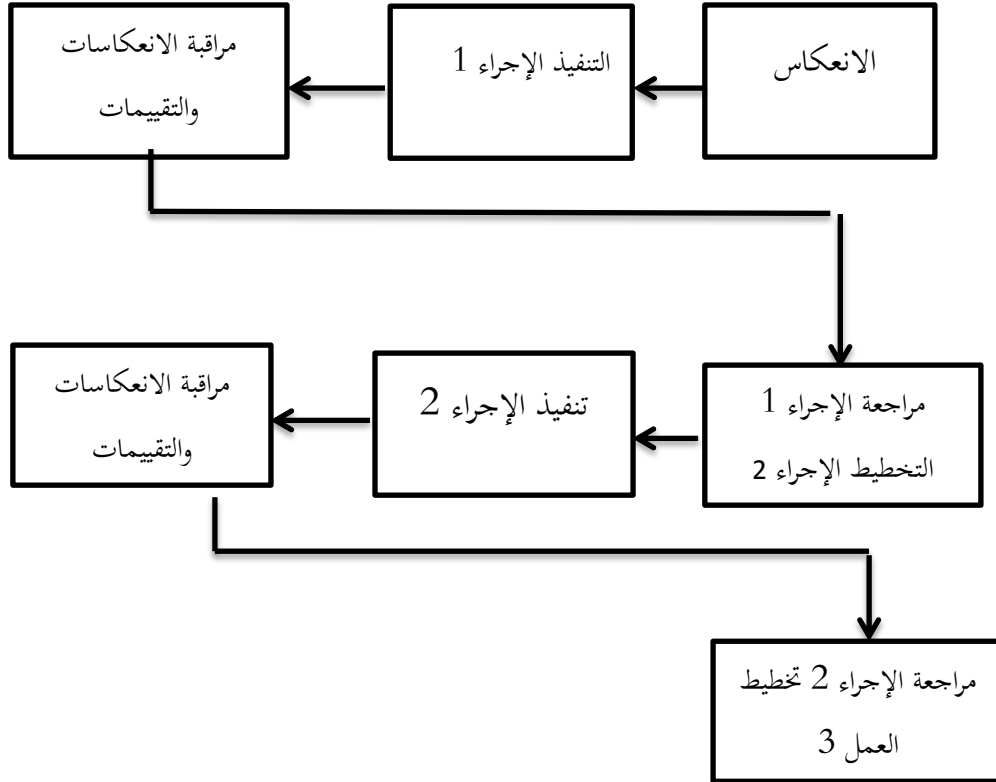 الانعكاس
التنفيذ الإجراء 1
مراقبة الانعكاسات
والتقييمات
مراجعة الإجراء 1
التخطيط الإجراء 2
تنفيذ الإجراء 2
مراقبة الانعكاسات
والتقييمات
مراجعة الإجراء 2 تخطيط
العمل 3